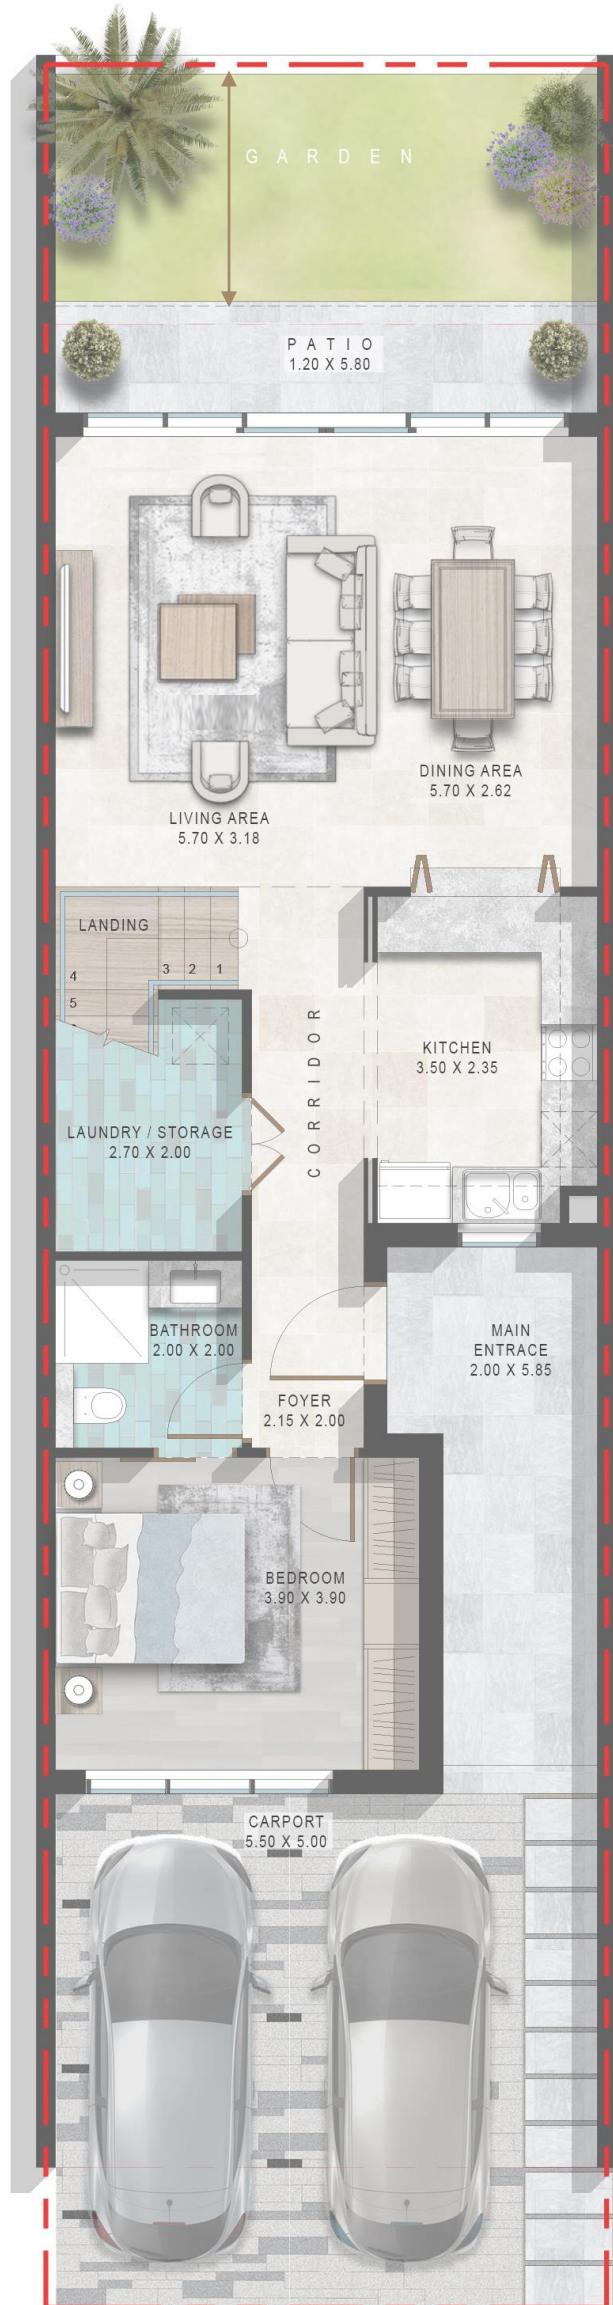 GARDEN
PATIO
1.20 X 5.80
DINING AREA
5.70 X 2.62
LIVING AREA
5.70 X 3.18
LANDING
3 2 1
4
5
CORRIDOR
KITCHEN
3.50 X 2.35
LAUNDRY / STORAGE
2.70 X 2.00
BATHROOM
2.00 X 2.00
MAIN
ENTRACE
2.00 X 5.85
FOYER
2.15 X 2.00
BEDROOM
3.90 X 3.90
CARPORT
5.50 X 5.00